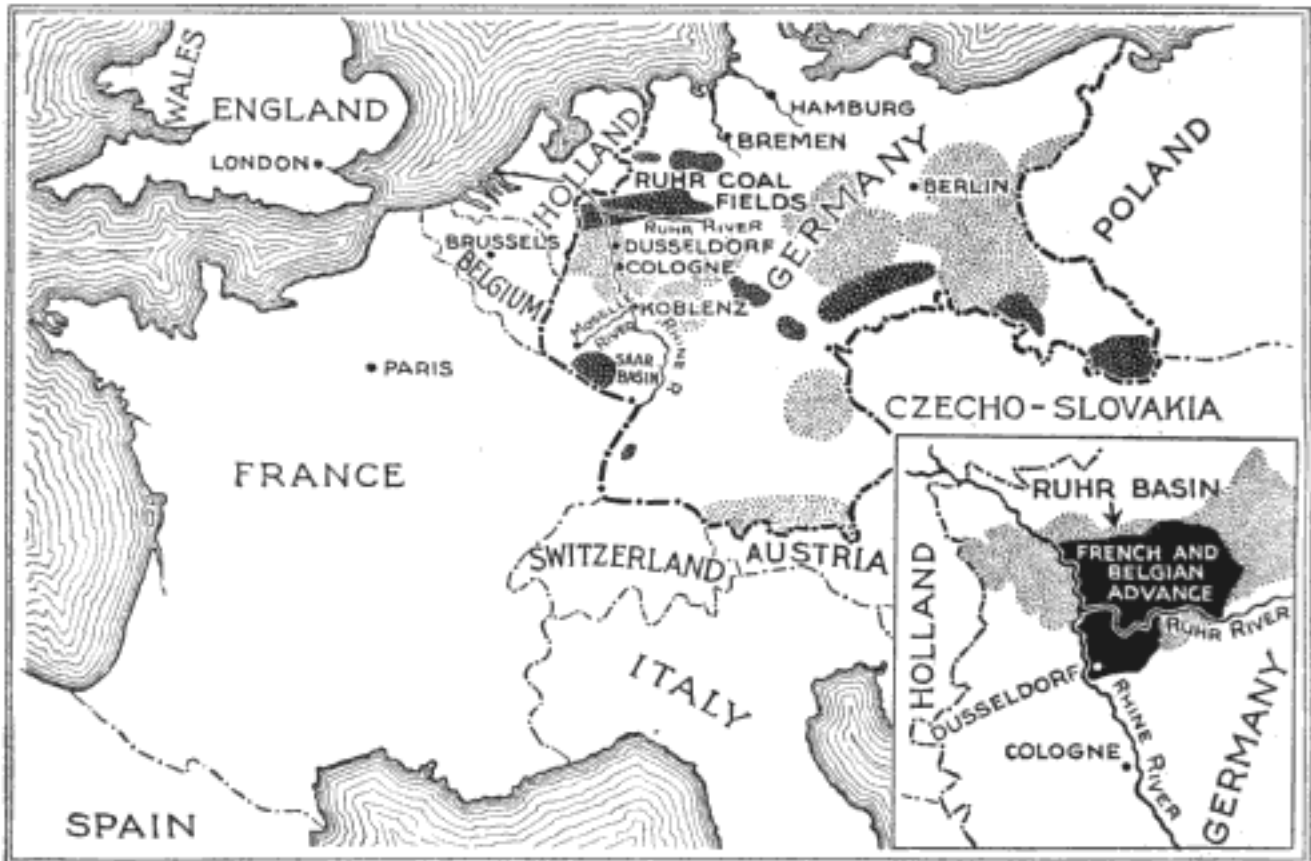 WALES
ENGLAND
LONDON
HOLLAND
HAMBURG
BREMEN
GERMANY
BERLIN
POLAND
RUHR COAL
FIELDS
RUHR RIVER
DUSSELDORF
COLOGNE
BRUSSELS
BELGIUM
MOSELLE
RIVER
KOBLENZ
RHINE R
SAAR
BASIN
PARIS
FRANCE
CZECHO-SLOVAKIA
SWITZERLAND
AUSTRIA
ITALY
SPAIN
RUHR BASIN
FRENCH AND
BELGIAN
ADVANCE
HOLLAND
RUHR RIVER
DUSSELDORF
RHINE RIVER
COLOGNE
GERMANY